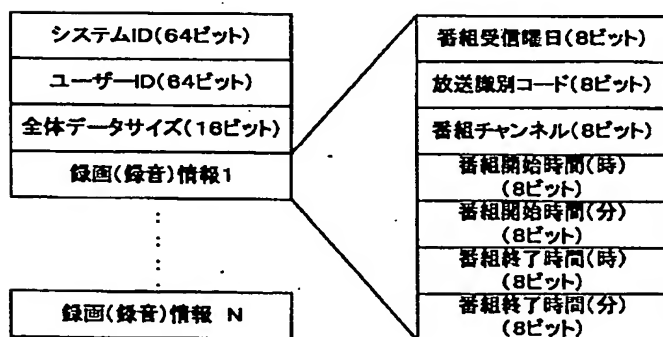 システムID(64ビット)
ユーザーID(64ビット)
全体データサイズ(16ビット)
録画(録音)情報1
録画(録音)情報 N
番組受信曜日(8ビット)
放送識別コード(8ビット)
番組チャンネル(8ビット)
番組開始時間(時)
(8ビット)
番組開始時間(分)
(8ビット)
番組終了時間(時)
(8ビット)
番組終了時間(分)
(8ビット)